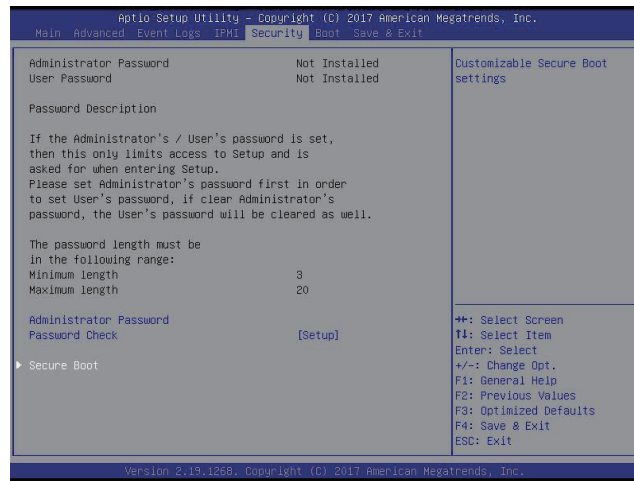 Aptio Setup Utility – Copyright (C) 2017 American Megatrends, Inc.
Main Advanced Event Logs IPMI Security Boot Save & Exit
Administrator Password Not Installed
User Password Not Installed
Password Description
If the Administrator's / User's password is set,
then this only limits access to Setup and is
asked for when entering Setup.
Please set Administrator's password first in order
to set User's password, if clear Administrator's
password, the User's password will be cleared as well.
The password length must be
in the following range:
Minimum length 3
Maximum length 20
Administrator Password
Password Check [Setup]
▶ Secure Boot
Customizable Secure Boot
settings
→←: Select Screen
↑↓: Select Item
Enter: Select
+/-: Change Opt.
F1: General Help
F2: Previous Values
F3: Optimized Defaults
F4: Save & Exit
ESC: Exit
Version 2.19.1268. Copyright (C) 2017 American Megatrends, Inc.